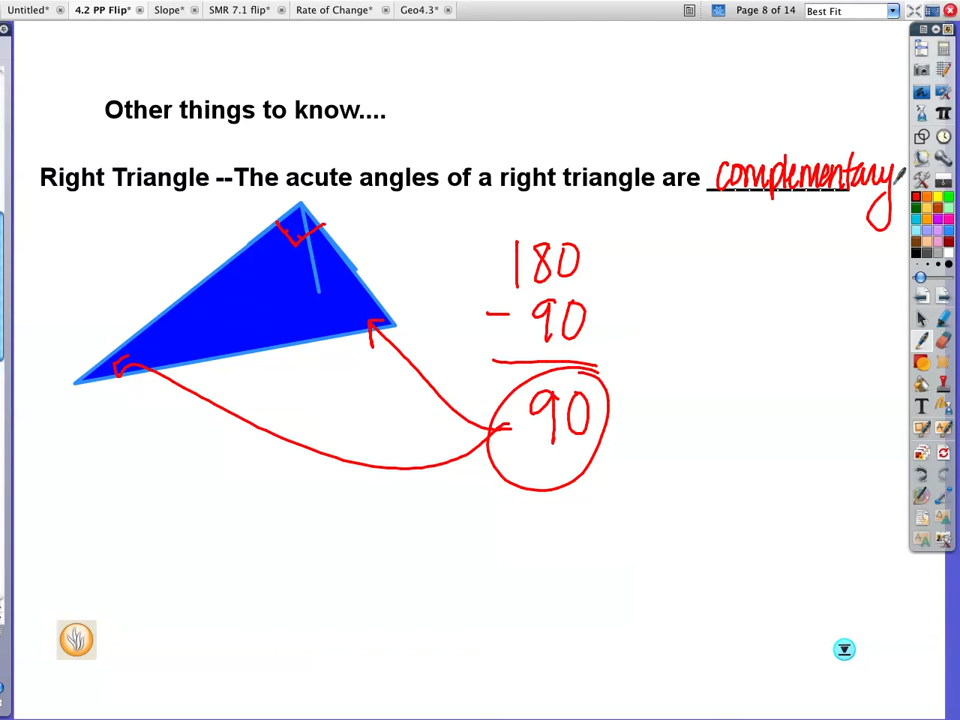 Untitled* 4.2 PP Flip* Slope* SMR 7.1 flip* Rate of Change* Geo4.3* Page 8 of 14 Best Fit
Other things to know....
Right Triangle --The acute angles of a right triangle are complementary
180
- 90
90